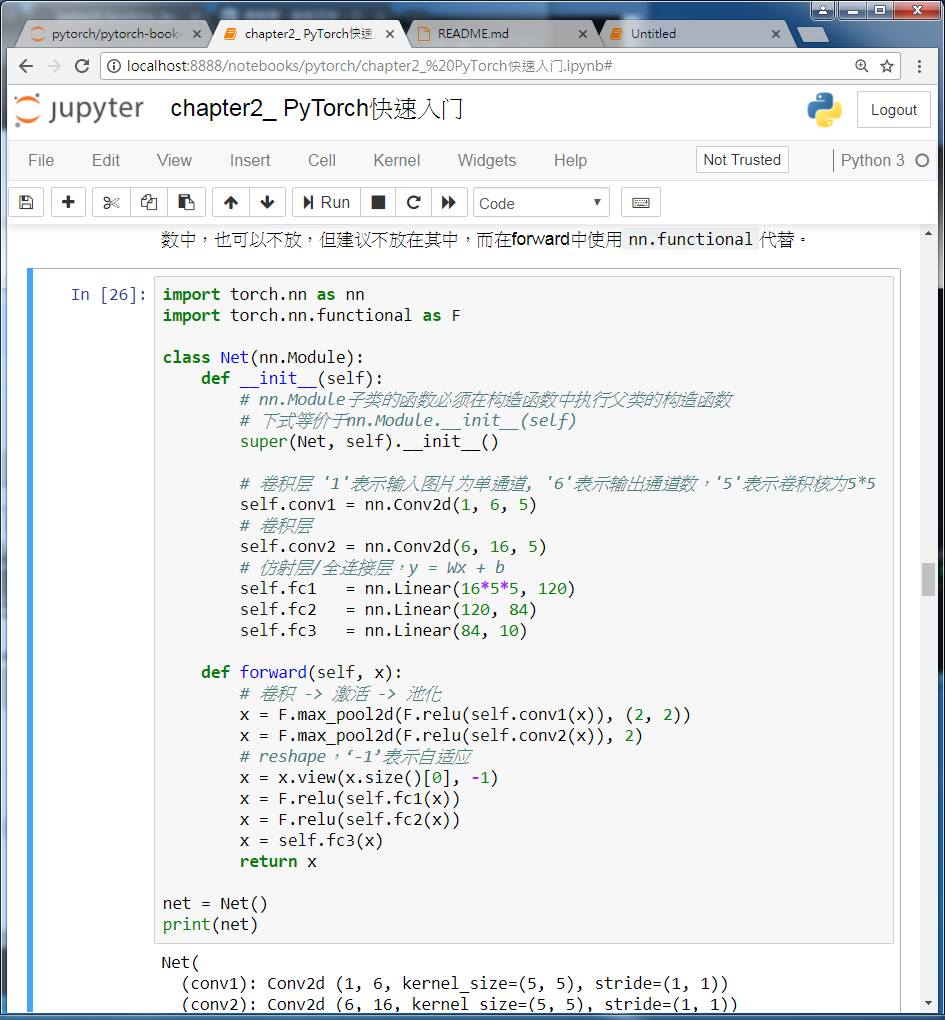 pytorch/pytorch-book-
chapter2_ PyTorch快速
README.md
Untitled
localhost:8888/notebooks/pytorch/chapter2_%20PyTorch快速入门.ipynb#
jupyter
chapter2_ PyTorch快速入门
Logout
File Edit View Insert Cell Kernel Widgets Help
Not Trusted
Python 3
Run
Code
数中，也可以不放，但建议不放在其中，而在forward中使用 nn.functional 代替。
In [26]:
import torch.nn as nn
import torch.nn.functional as F
class Net(nn.Module):
    def __init__(self):
        # nn.Module子类的函数必须在构造函数中执行父类的构造函数
        # 下式等价于nn.Module.__init__(self)
        super(Net, self).__init__()
        # 卷积层 '1'表示输入图片为单通道, '6'表示输出通道数，'5'表示卷积核为5*5
        self.conv1 = nn.Conv2d(1, 6, 5)
        # 卷积层
        self.conv2 = nn.Conv2d(6, 16, 5)
        # 仿射层/全连接层，y = Wx + b
        self.fc1   = nn.Linear(16*5*5, 120)
        self.fc2   = nn.Linear(120, 84)
        self.fc3   = nn.Linear(84, 10)
    def forward(self, x):
        # 卷积 -> 激活 -> 池化
        x = F.max_pool2d(F.relu(self.conv1(x)), (2, 2))
        x = F.max_pool2d(F.relu(self.conv2(x)), 2)
        # reshape，‘-1’表示自适应
        x = x.view(x.size()[0], -1)
        x = F.relu(self.fc1(x))
        x = F.relu(self.fc2(x))
        x = self.fc3(x)
        return x
net = Net()
print(net)
Net(
  (conv1): Conv2d (1, 6, kernel_size=(5, 5), stride=(1, 1))
  (conv2): Conv2d (6, 16, kernel_size=(5, 5), stride=(1, 1))